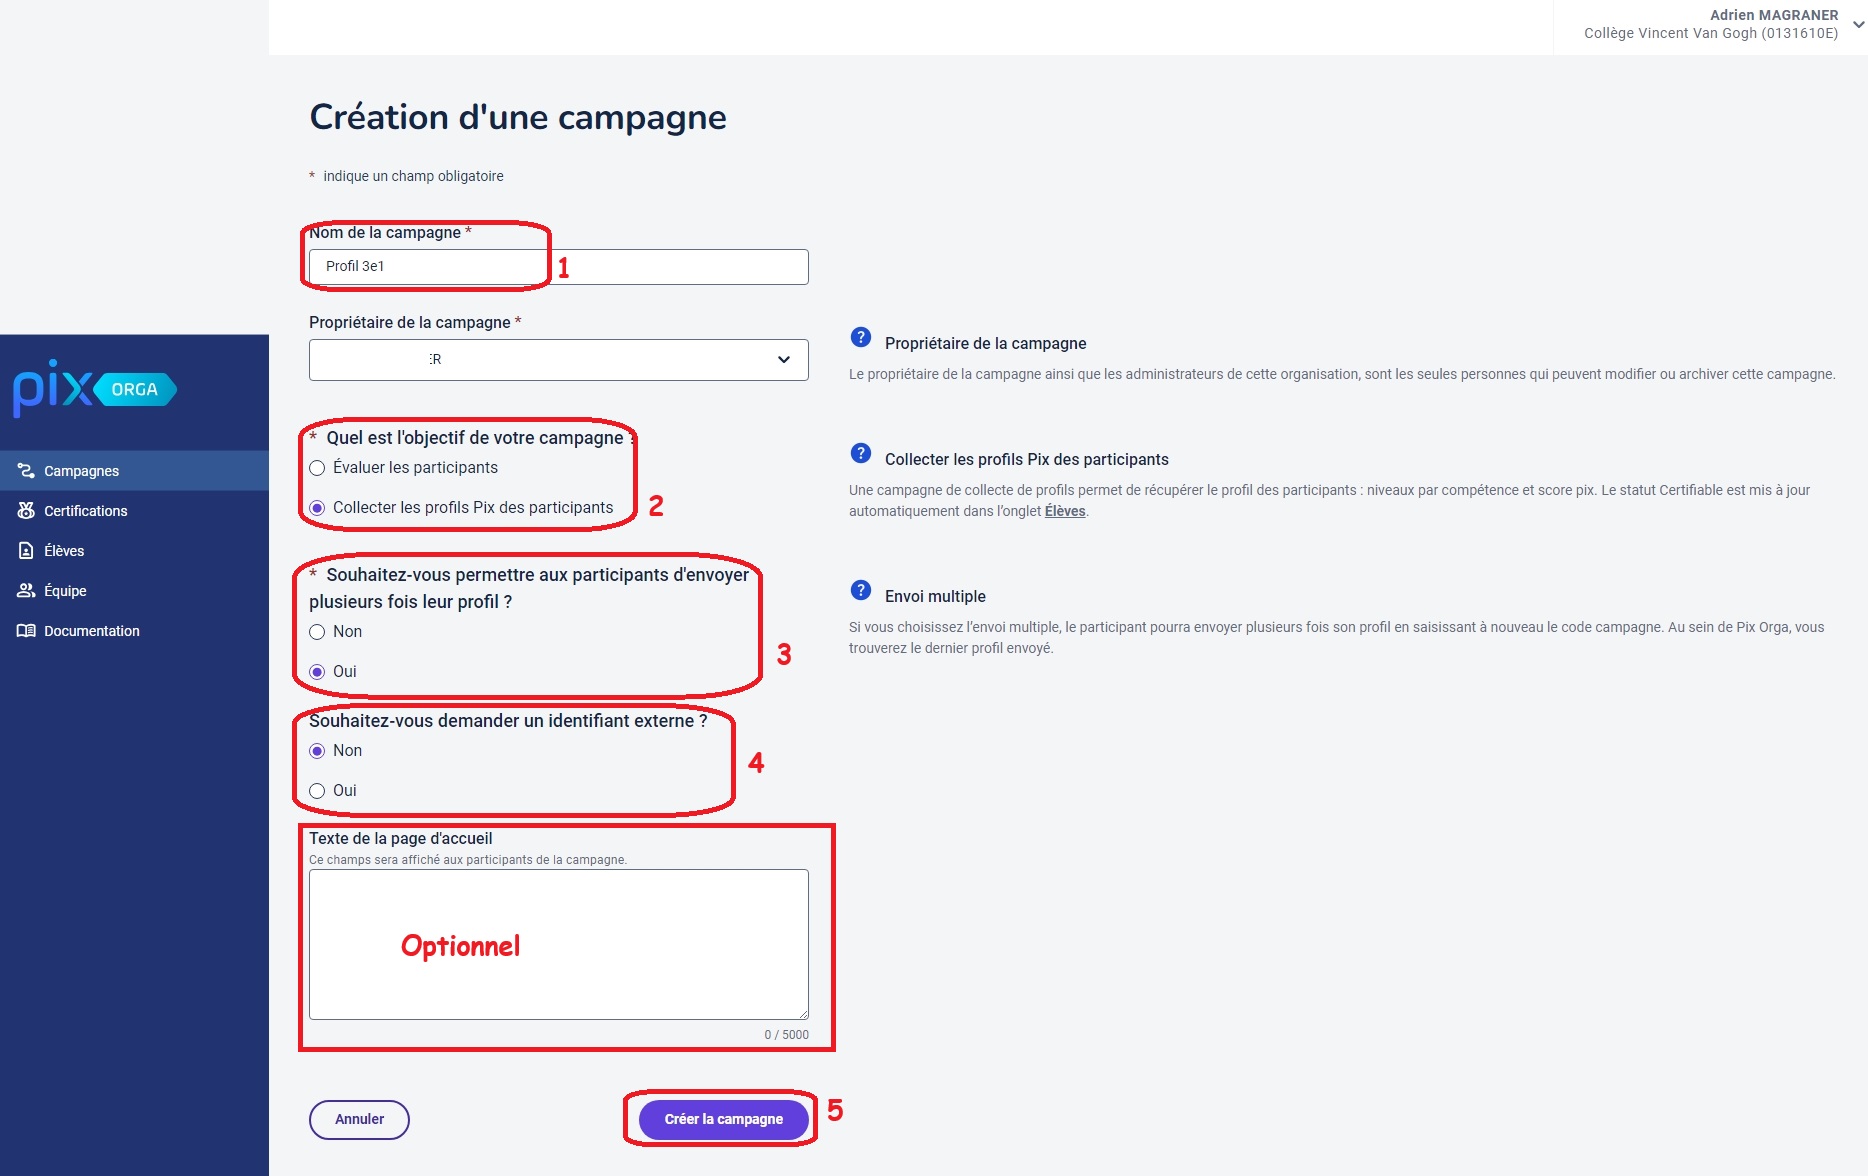 Adrien MAGRANER
Collège Vincent Van Gogh (0131610E)
Création d'une campagne
* indique un champ obligatoire
Nom de la campagne *
Profil 3e1
1
Propriétaire de la campagne *
ER
? Propriétaire de la campagne
Le propriétaire de la campagne ainsi que les administrateurs de cette organisation, sont les seules personnes qui peuvent modifier ou archiver cette campagne.
pix ORGA
Campagnes
Certifications
Élèves
Équipe
Documentation
* Quel est l'objectif de votre campagne ?
Évaluer les participants
Collecter les profils Pix des participants
2
? Collecter les profils Pix des participants
Une campagne de collecte de profils permet de récupérer le profil des participants : niveaux par compétence et score pix. Le statut Certifiable est mis à jour
automatiquement dans l’onglet Élèves.
* Souhaitez-vous permettre aux participants d'envoyer
plusieurs fois leur profil ?
Non
Oui
3
? Envoi multiple
Si vous choisissez l’envoi multiple, le participant pourra envoyer plusieurs fois son profil en saisissant à nouveau le code campagne. Au sein de Pix Orga, vous
trouverez le dernier profil envoyé.
Souhaitez-vous demander un identifiant externe ?
Non
Oui
4
Texte de la page d'accueil
Ce champs sera affiché aux participants de la campagne.
Optionnel
0 / 5000
Annuler
Créer la campagne
5